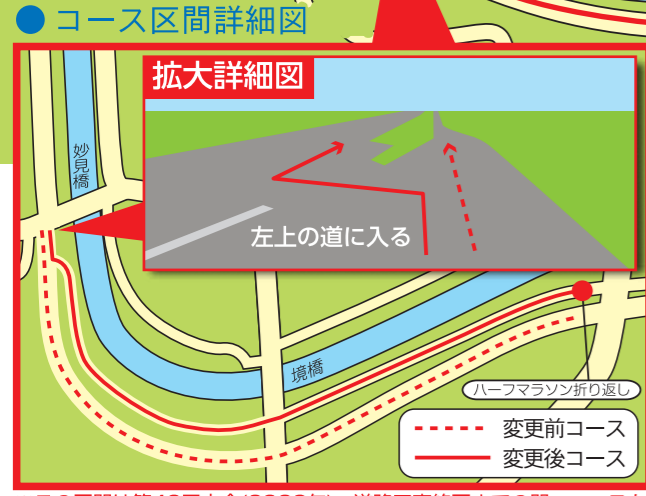 ● コース区間詳細図
拡大詳細図
妙見橋
左上の道に入る
境橋
ハーフマラソン折り返し
変更前コース
変更後コース